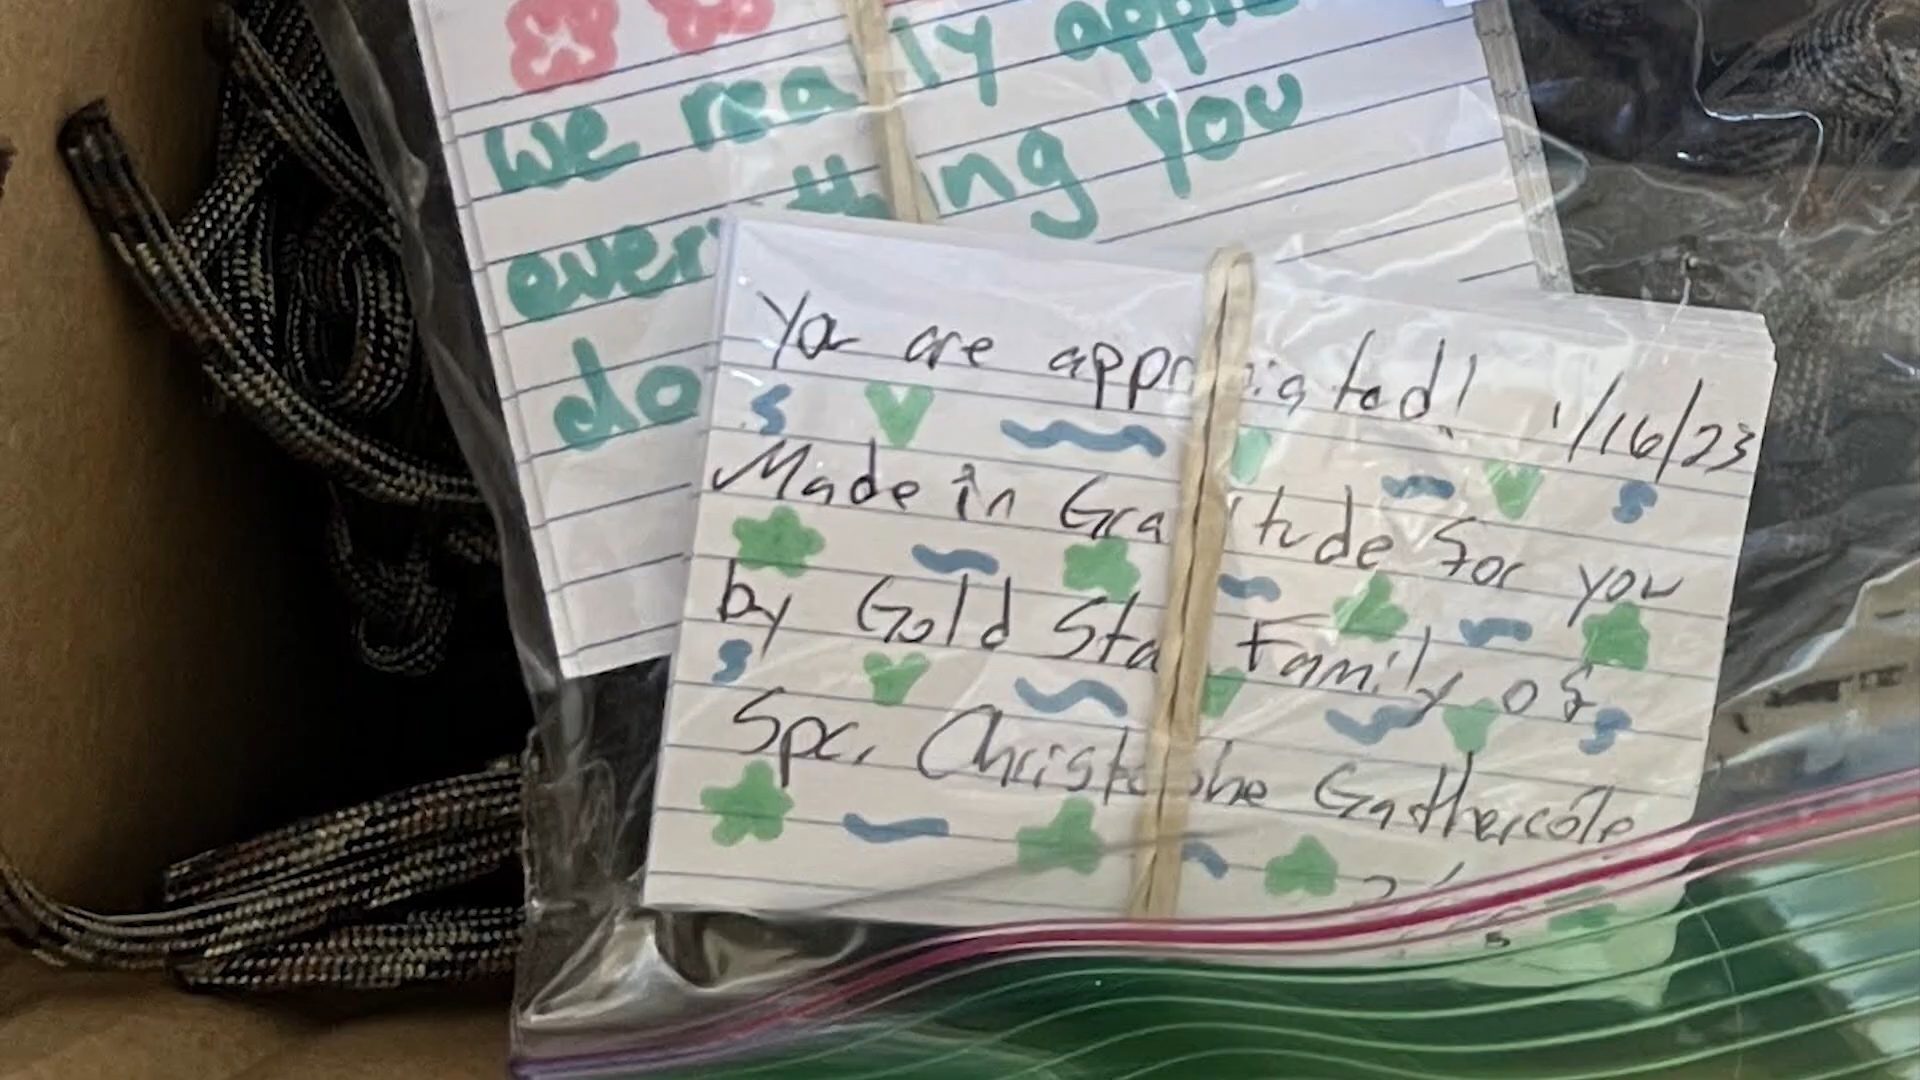 we really
everything you
do
You are appreciated! 1/16/23
Made in Gratitude for you
by Gold Star Family of
Spc. Christophe Gathercole